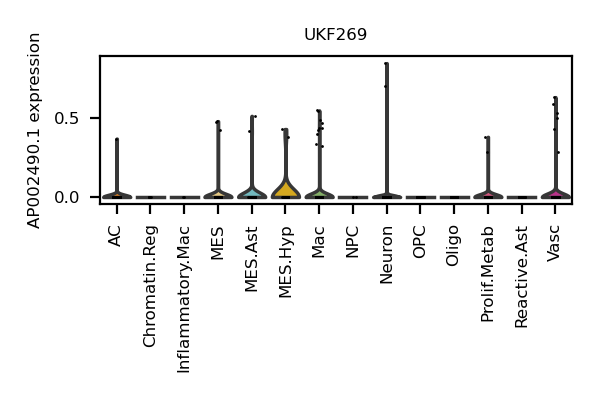 UKF269
AP002490.1 expression
0.5
0.0
AC
Chromatin.Reg
Inflammatory.Mac
MES
MES.Ast
MES.Hyp
Mac
NPC
Neuron
OPC
Oligo
Prolif.Metab
Reactive.Ast
Vasc